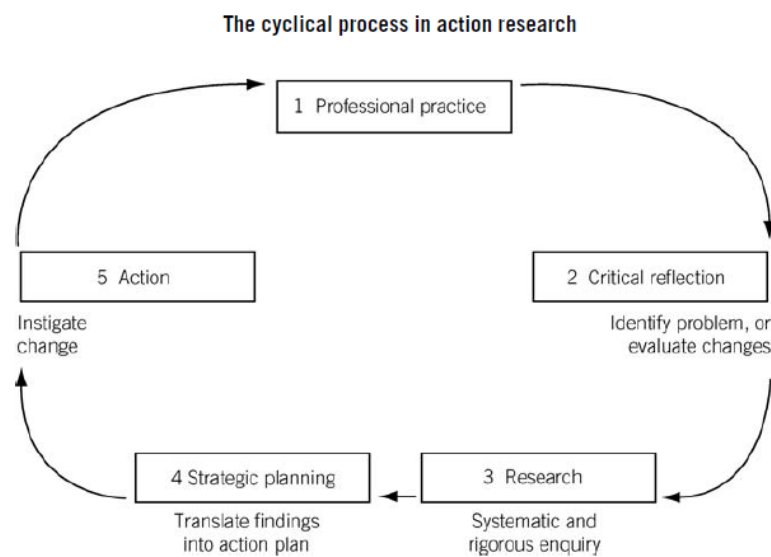 The cyclical process in action research
1 Professional practice
2 Critical reflection
Identify problem, or
evaluate changes
3 Research
Systematic and
rigorous enquiry
4 Strategic planning
Translate findings
into action plan
5 Action
Instigate
change